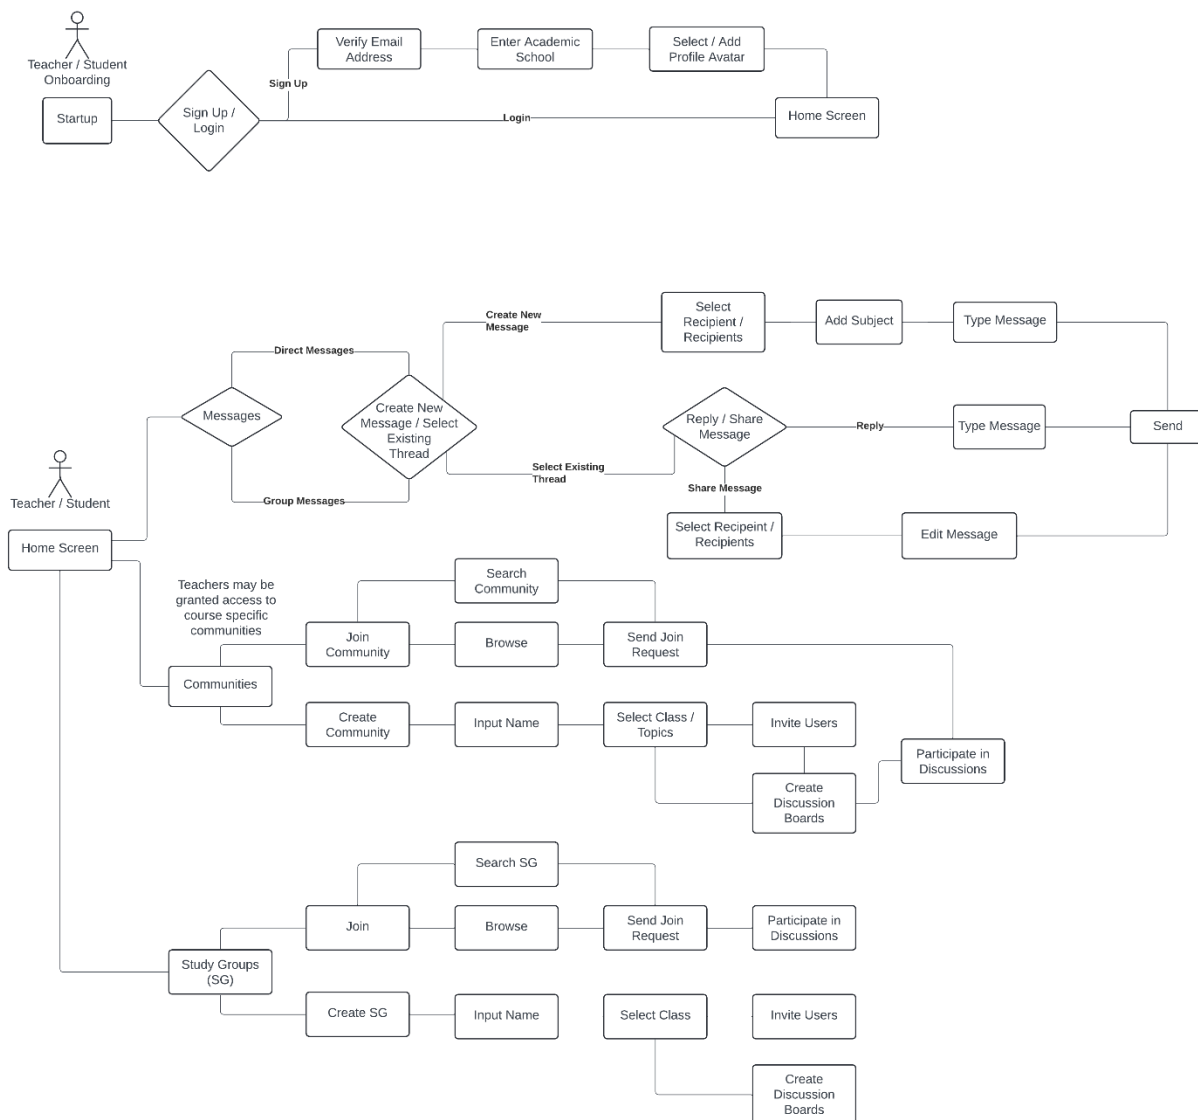 Teacher / Student
Onboarding
Startup
Sign Up /
Login
Sign Up
Verify Email
Address
Enter Academic
School
Select / Add
Profile Avatar
Login
Home Screen
Teacher / Student
Home Screen
Messages
Direct Messages
Group Messages
Create New
Message / Select
Existing
Thread
Create New
Message
Select
Recipient /
Recipients
Add Subject
Type Message
Select Existing
Thread
Reply / Share
Message
Reply
Type Message
Send
Share Message
Select Recipeint /
Recipients
Edit Message
Teachers may be
granted access to
course specific
communities
Communities
Join
Community
Search
Community
Browse
Send Join
Request
Create
Community
Input Name
Select Class /
Topics
Invite Users
Create
Discussion
Boards
Participate in
Discussions
Study Groups
(SG)
Join
Search SG
Browse
Send Join
Request
Participate in
Discussions
Create SG
Input Name
Select Class
Invite Users
Create
Discussion
Boards